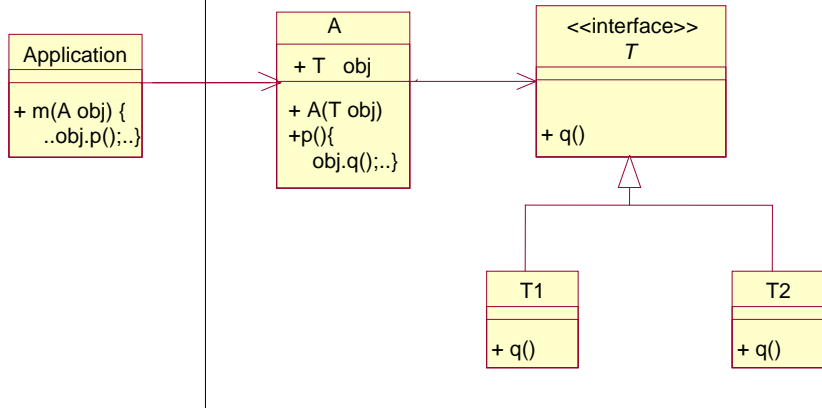 Application
+ m(A obj) {
..obj.p();..}
A
+ T obj
+ A(T obj)
+p(){
obj.q();..}
<<interface>>
T
+ q()
T1
+ q()
T2
+ q()